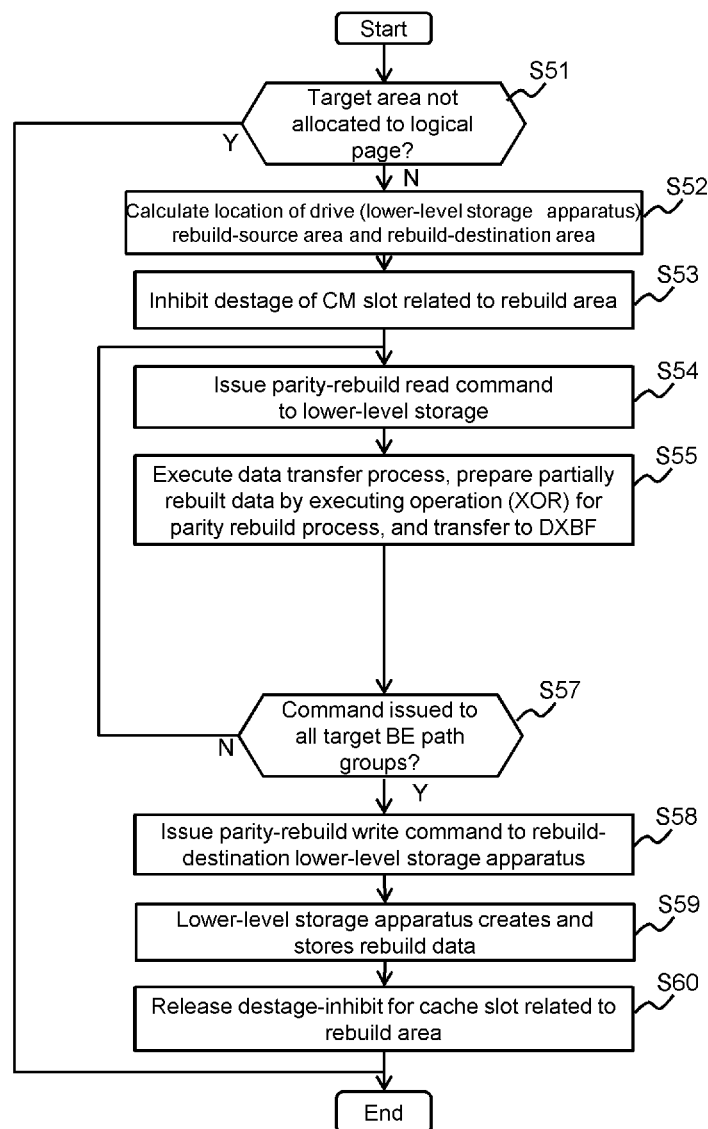 Start
S51
Target area not
allocated to logical
page?
Y
N
S52
Calculate location of drive (lower-level storage apparatus)
rebuild-source area and rebuild-destination area
S53
Inhibit destage of CM slot related to rebuild area
S54
Issue parity-rebuild read command
to lower-level storage
S55
Execute data transfer process, prepare partially
rebuilt data by executing operation (XOR) for
parity rebuild process, and transfer to DXBF
S57
Command issued to
all target BE path
groups?
N
Y
S58
Issue parity-rebuild write command to rebuild-
destination lower-level storage apparatus
S59
Lower-level storage apparatus creates and
stores rebuild data
S60
Release destage-inhibit for cache slot related to
rebuild area
End